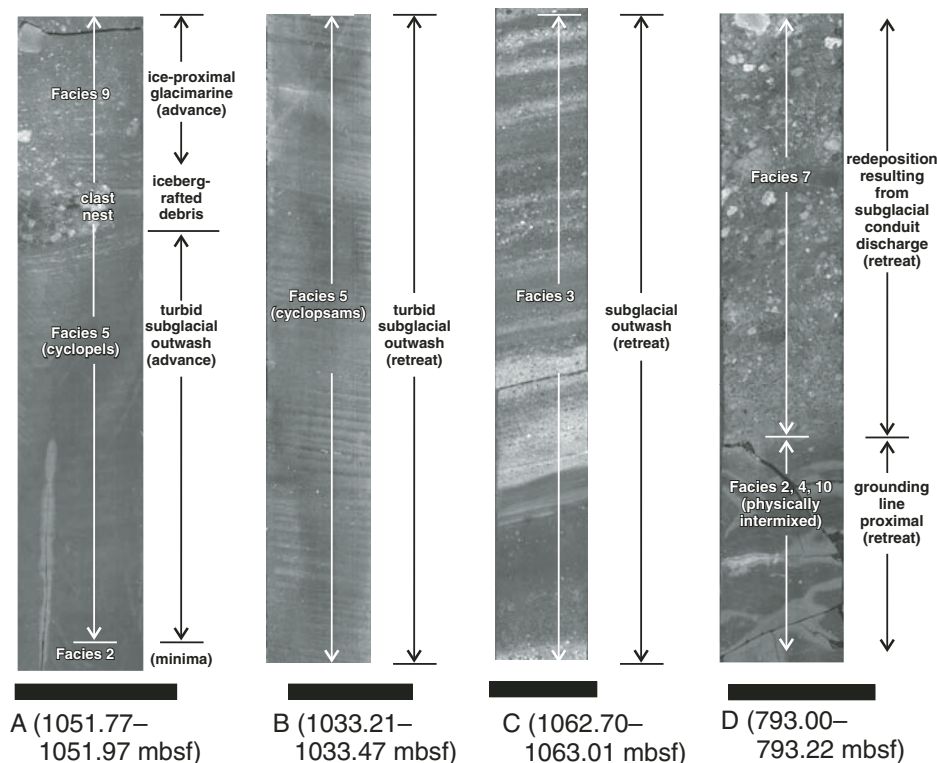 Facies 9
clast
nest
Facies 5
(cyclopels)
Facies 2
ice-proximal
glacimarine
(advance)
iceberg-
rafted
debris
turbid
subglacial
outwash
(advance)
(minima)
Facies 5
(cyclopsams)
turbid
subglacial
outwash
(retreat)
Facies 3
subglacial
outwash
(retreat)
Facies 7
Facies 2, 4, 10
(physically
intermixed)
redeposition
resulting
from
subglacial
conduit
discharge
(retreat)
grounding
line
proximal
(retreat)
A (1051.77–
1051.97 mbsf)
B (1033.21–
1033.47 mbsf)
C (1062.70–
1063.01 mbsf)
D (793.00–
793.22 mbsf)